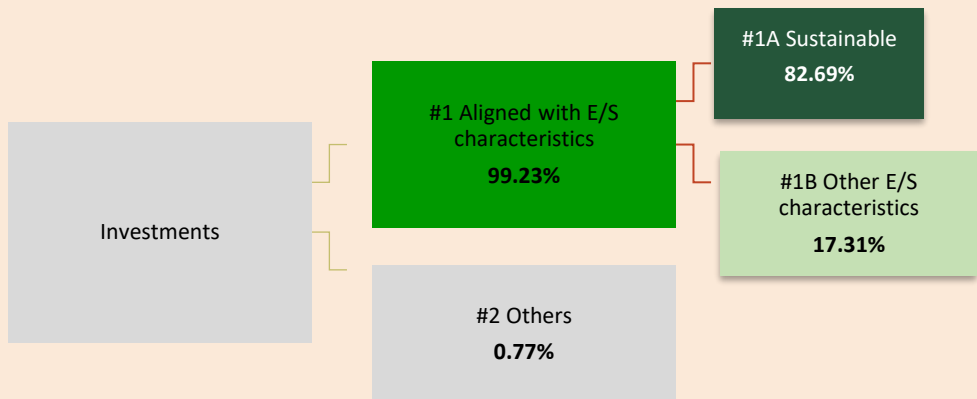 #1A Sustainable
82.69%
#1 Aligned with E/S
characteristics
99.23%
#1B Other E/S
characteristics
17.31%
Investments
#2 Others
0.77%